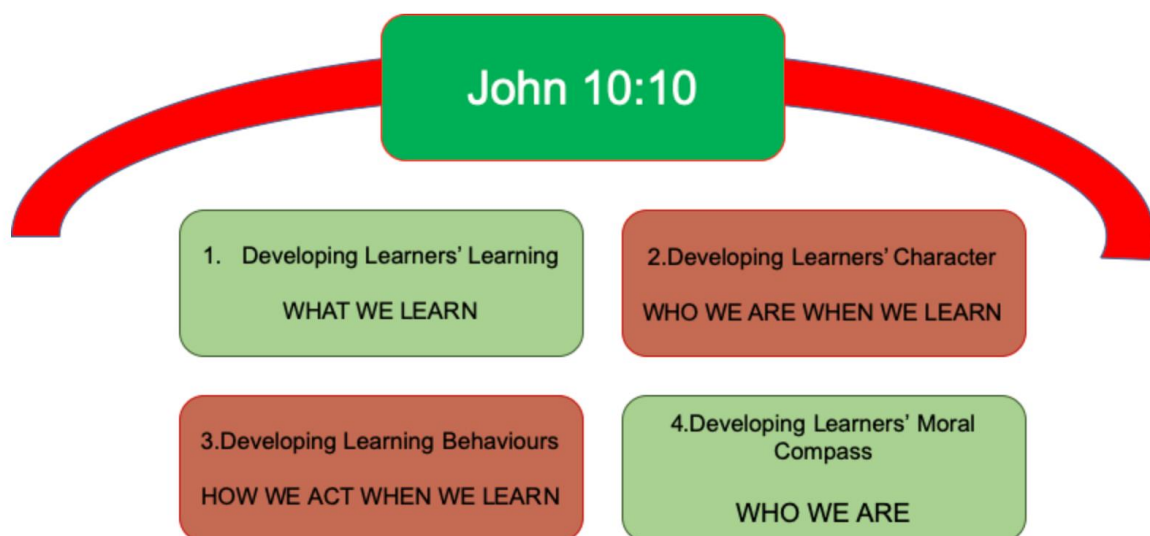 John 10:10
1. Developing Learners' Learning
WHAT WE LEARN
2.Developing Learners' Character
WHO WE ARE WHEN WE LEARN
3.Developing Learning Behaviours
HOW WE ACT WHEN WE LEARN
4.Developing Learners' Moral
Compass
WHO WE ARE